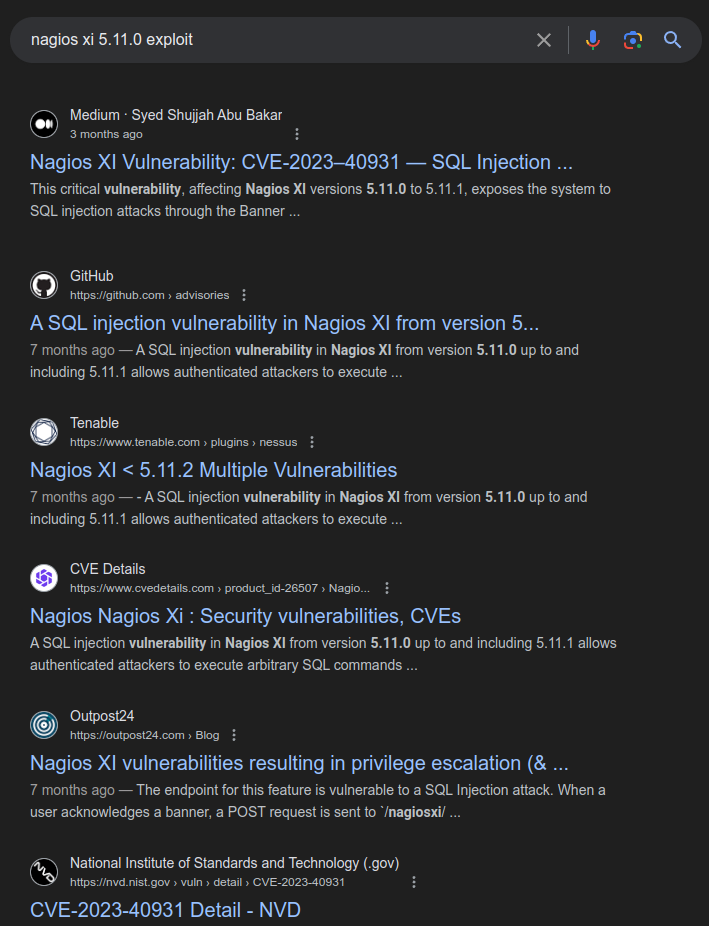 nagios xi 5.11.0 exploit
Medium · Syed Shujjah Abu Bakar
3 months ago
Nagios XI Vulnerability: CVE-2023–40931 — SQL Injection ...
This critical vulnerability, affecting Nagios XI versions 5.11.0 to 5.11.1, exposes the system to
SQL injection attacks through the Banner ...
GitHub
https://github.com › advisories
A SQL injection vulnerability in Nagios XI from version 5...
7 months ago — A SQL injection vulnerability in Nagios XI from version 5.11.0 up to and
including 5.11.1 allows authenticated attackers to execute ...
Tenable
https://www.tenable.com › plugins › nessus
Nagios XI < 5.11.2 Multiple Vulnerabilities
7 months ago — - A SQL injection vulnerability in Nagios XI from version 5.11.0 up to and
including 5.11.1 allows authenticated attackers to execute ...
CVE Details
https://www.cvedetails.com › product_id-26507 › Nagio...
Nagios Nagios Xi : Security vulnerabilities, CVEs
A SQL injection vulnerability in Nagios XI from version 5.11.0 up to and including 5.11.1 allows
authenticated attackers to execute arbitrary SQL commands ...
Outpost24
https://outpost24.com › Blog
Nagios XI vulnerabilities resulting in privilege escalation (& ...
7 months ago — The endpoint for this feature is vulnerable to a SQL Injection attack. When a
user acknowledges a banner, a POST request is sent to `/nagiosxi/ ...
National Institute of Standards and Technology (.gov)
https://nvd.nist.gov › vuln › detail › CVE-2023-40931
CVE-2023-40931 Detail - NVD